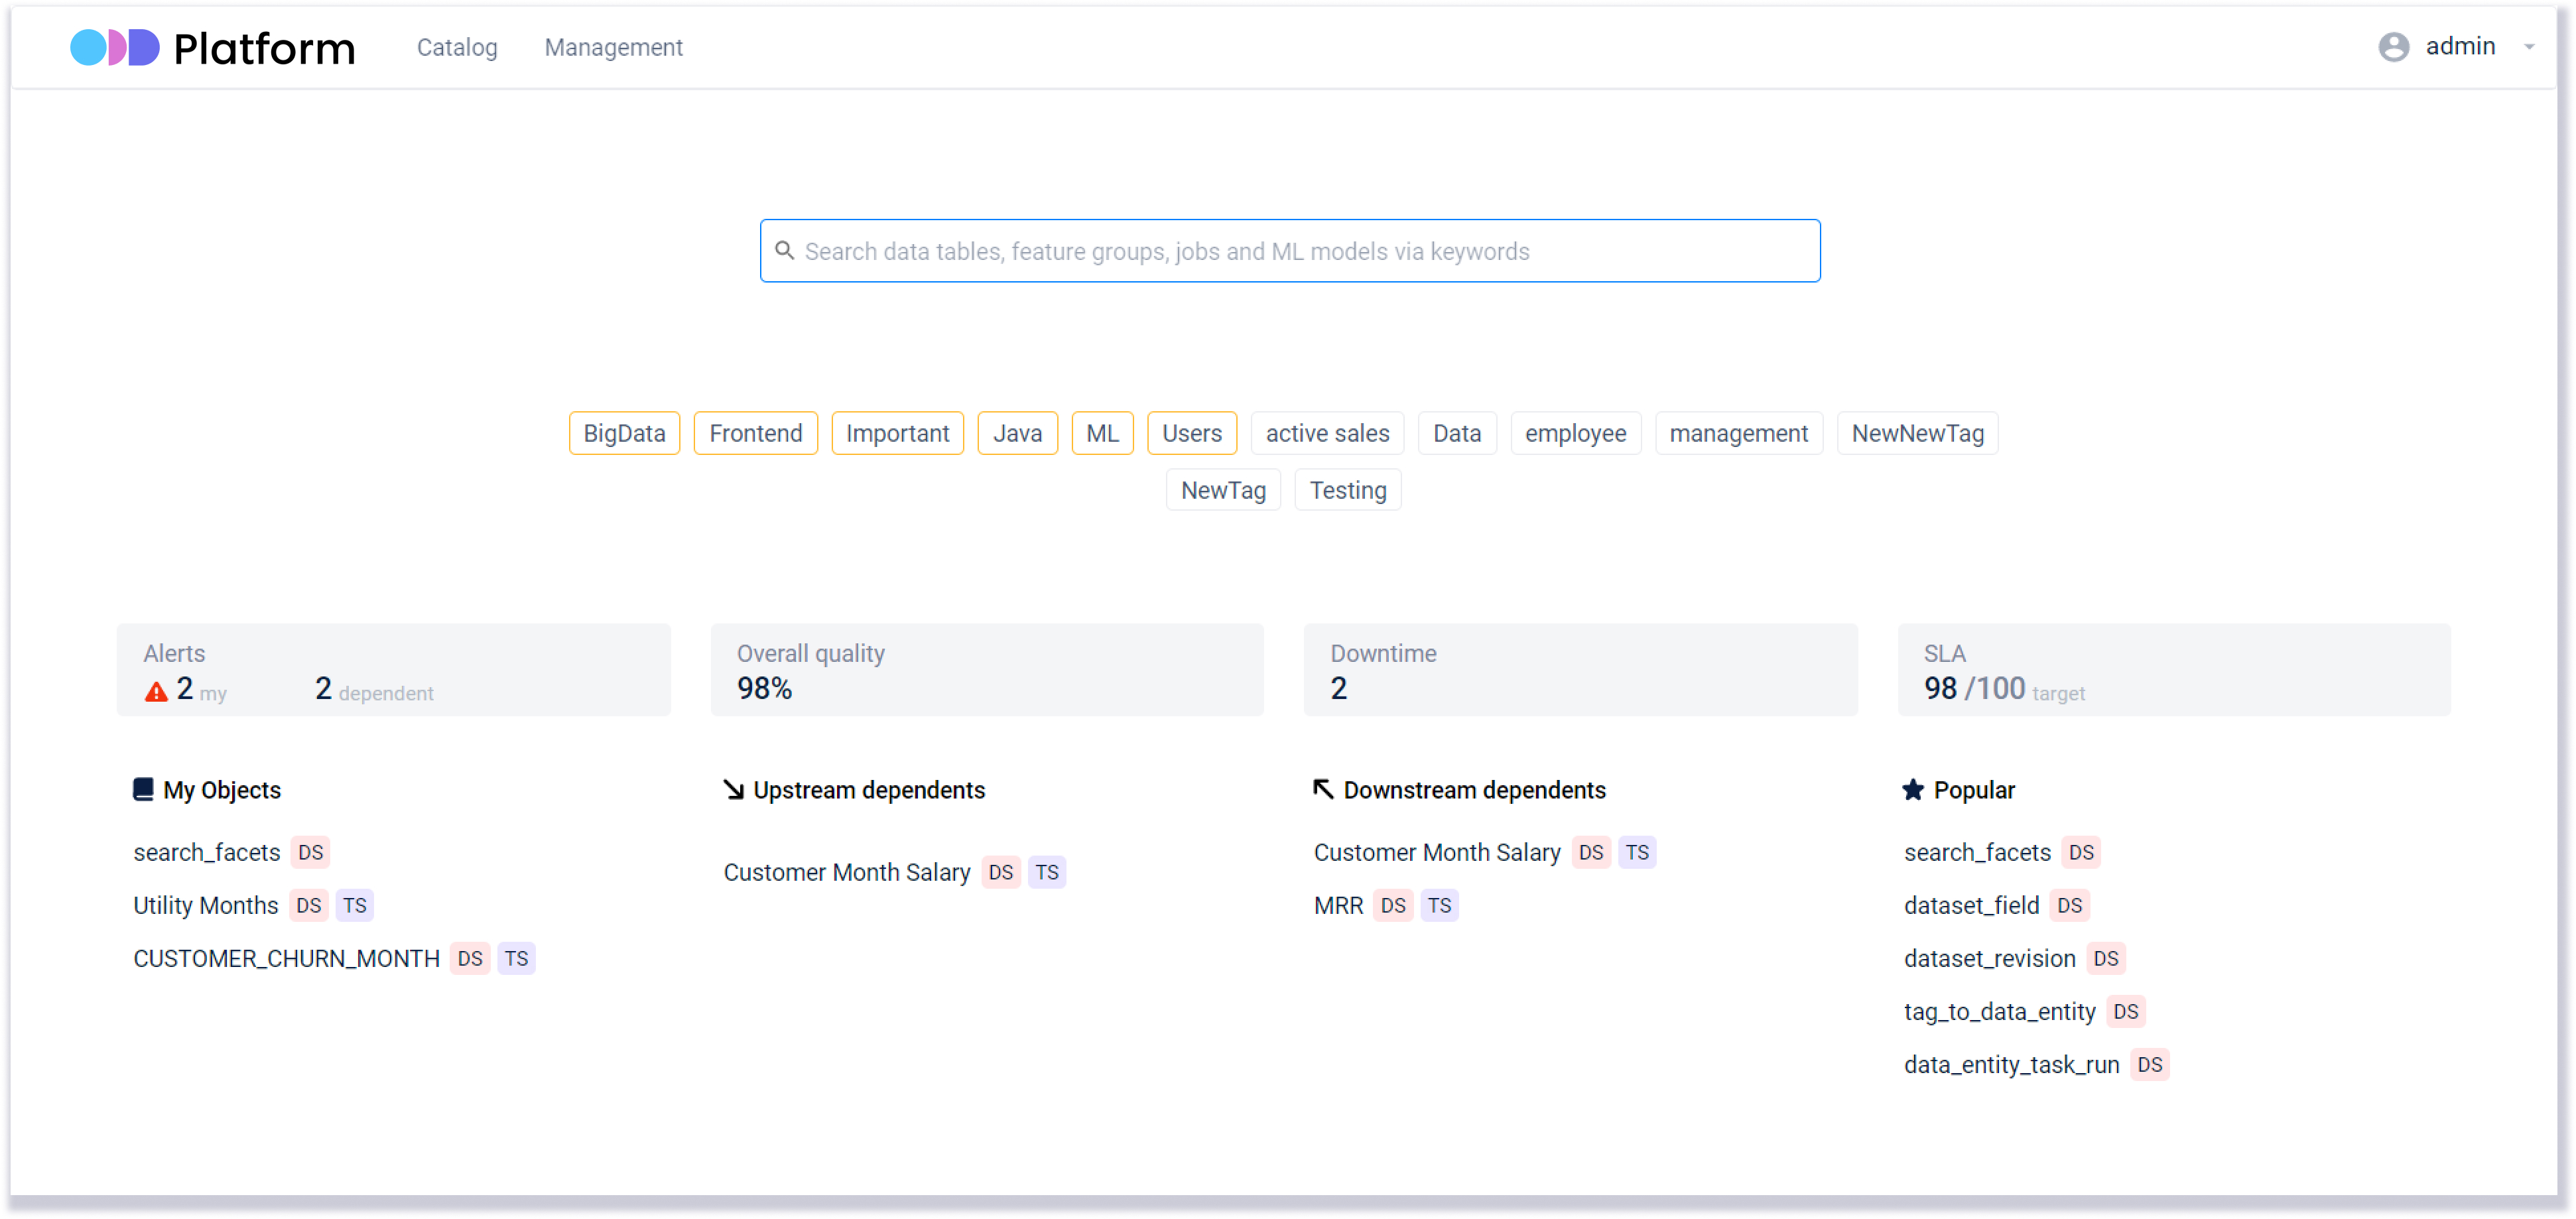 Platform Catalog Management admin
Search data tables, feature groups, jobs and ML models via keywords
BigData Frontend Important Java ML Users active sales Data employee management NewNewTag
NewTag Testing
Alerts
2 my 2 dependent
Overall quality
98%
Downtime
2
SLA
98 /100 target
My Objects
search_facets DS
Utility Months DS TS
CUSTOMER_CHURN_MONTH DS TS
Upstream dependents
Customer Month Salary DS TS
Downstream dependents
Customer Month Salary DS TS
MRR DS TS
Popular
search_facets DS
dataset_field DS
dataset_revision DS
tag_to_data_entity DS
data_entity_task_run DS